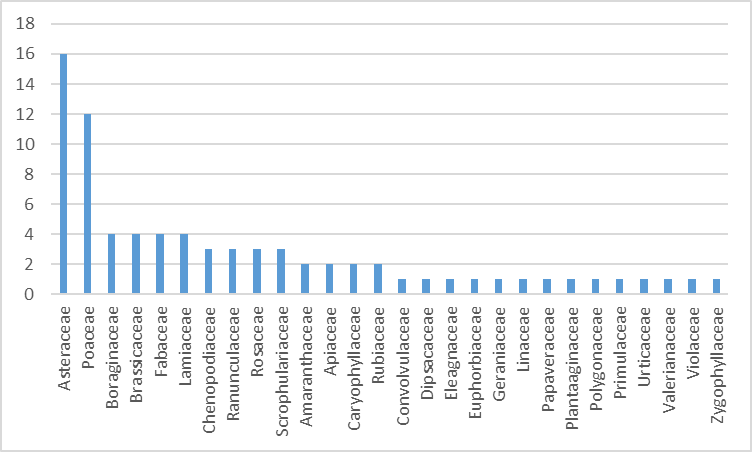 18
16
14
12
10
8
6
4
2
0
Asteraceae
Poaceae
Boraginaceae
Brassicaceae
Fabaceae
Lamiaceae
Chenopodiaceae
Ranunculaceae
Rosaceae
Scrophulariaceae
Amaranthaceae
Apiaceae
Caryophyllaceae
Rubiaceae
Convolvulaceae
Dipsacaceae
Eleagnaceae
Euphorbiaceae
Geraniaceae
Linaceae
Papaveraceae
Plantaaginaceae
Polygonaceae
Primulaceae
Urticaceae
Valerianaceae
Violaceae
Zygophyllaceae